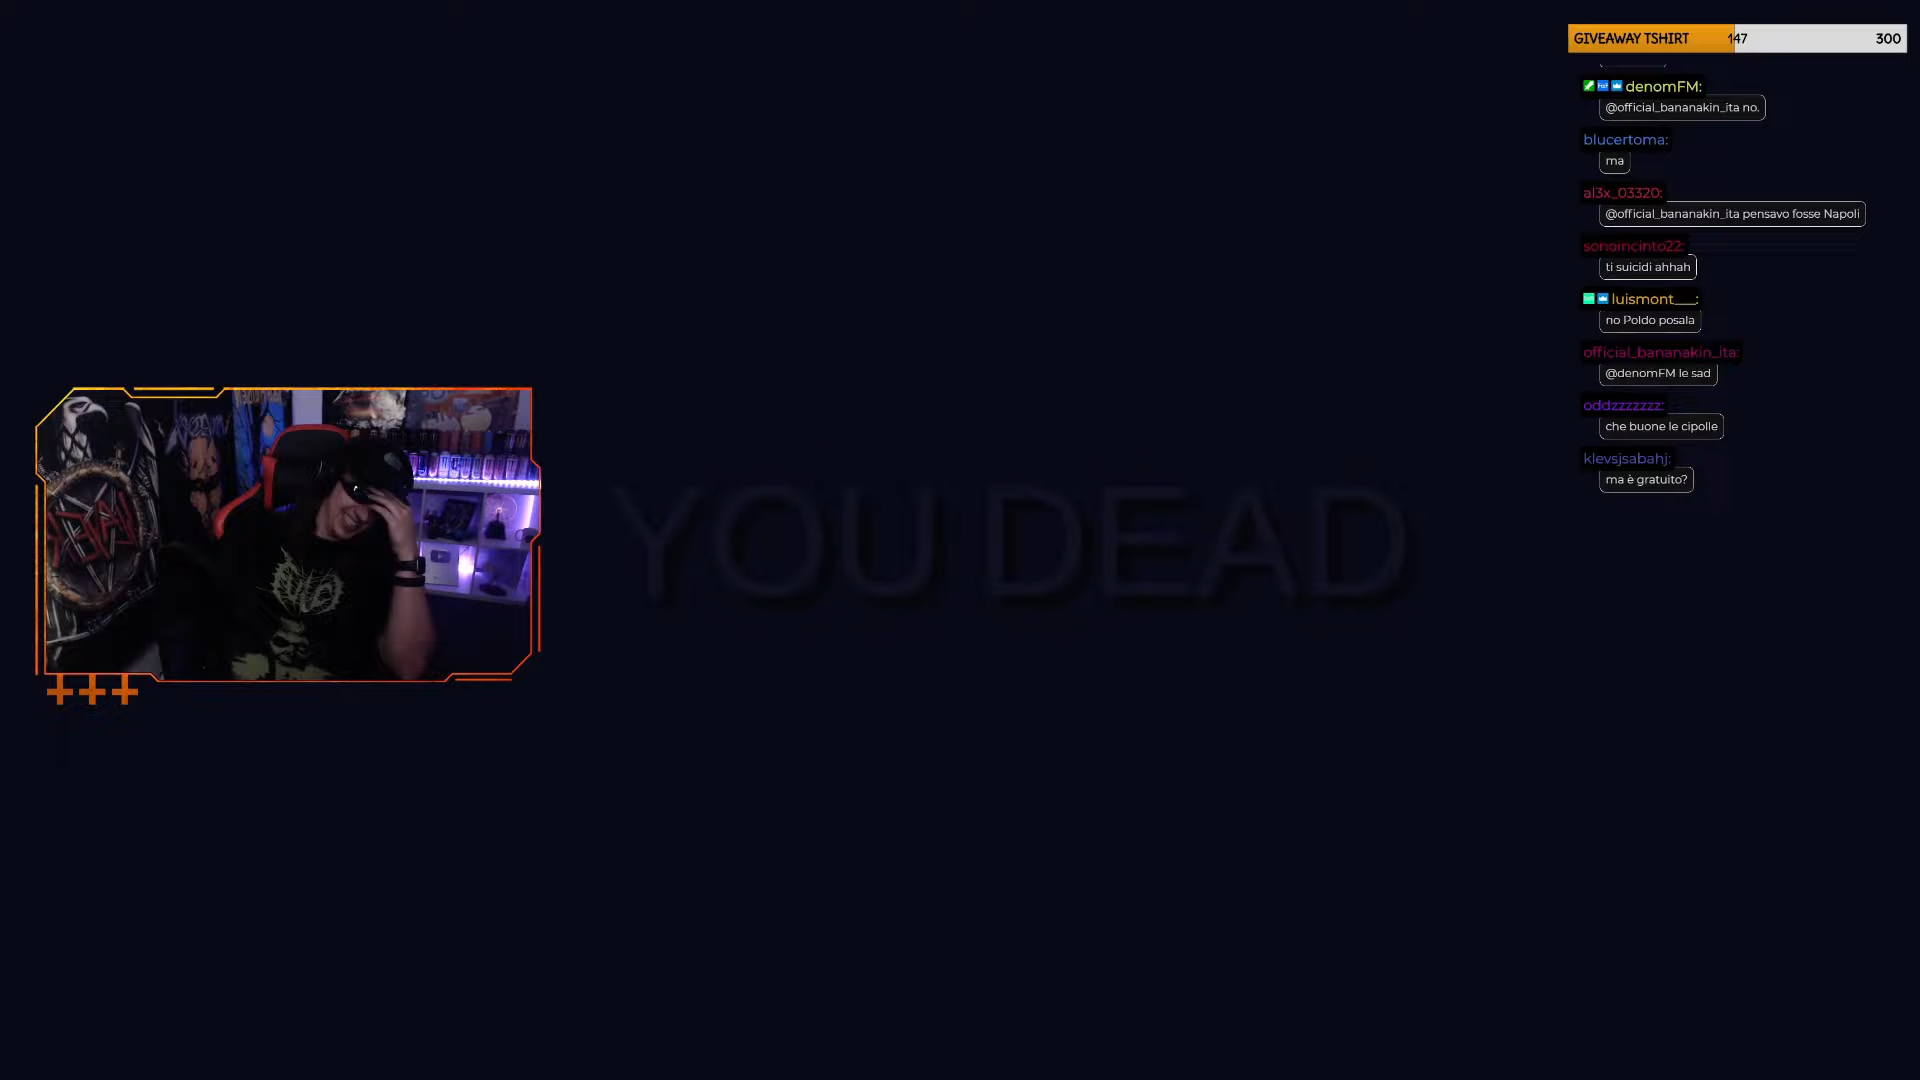 GIVEAWAY TSHIRT 147 300
denomFM:
@official_bananakin_ita no.
blucertoma:
ma
al3x_03320:
@official_bananakin_ita pensavo fosse Napoli
sonoincinto22:
ti suicidi ahhah
luismont___:
no Poldo posala
official_bananakin_ita:
@denomFM le sad
oddzzzzzzz:
che buone le cipolle
klevsjsabahj:
ma è gratuito?
YOU DEAD